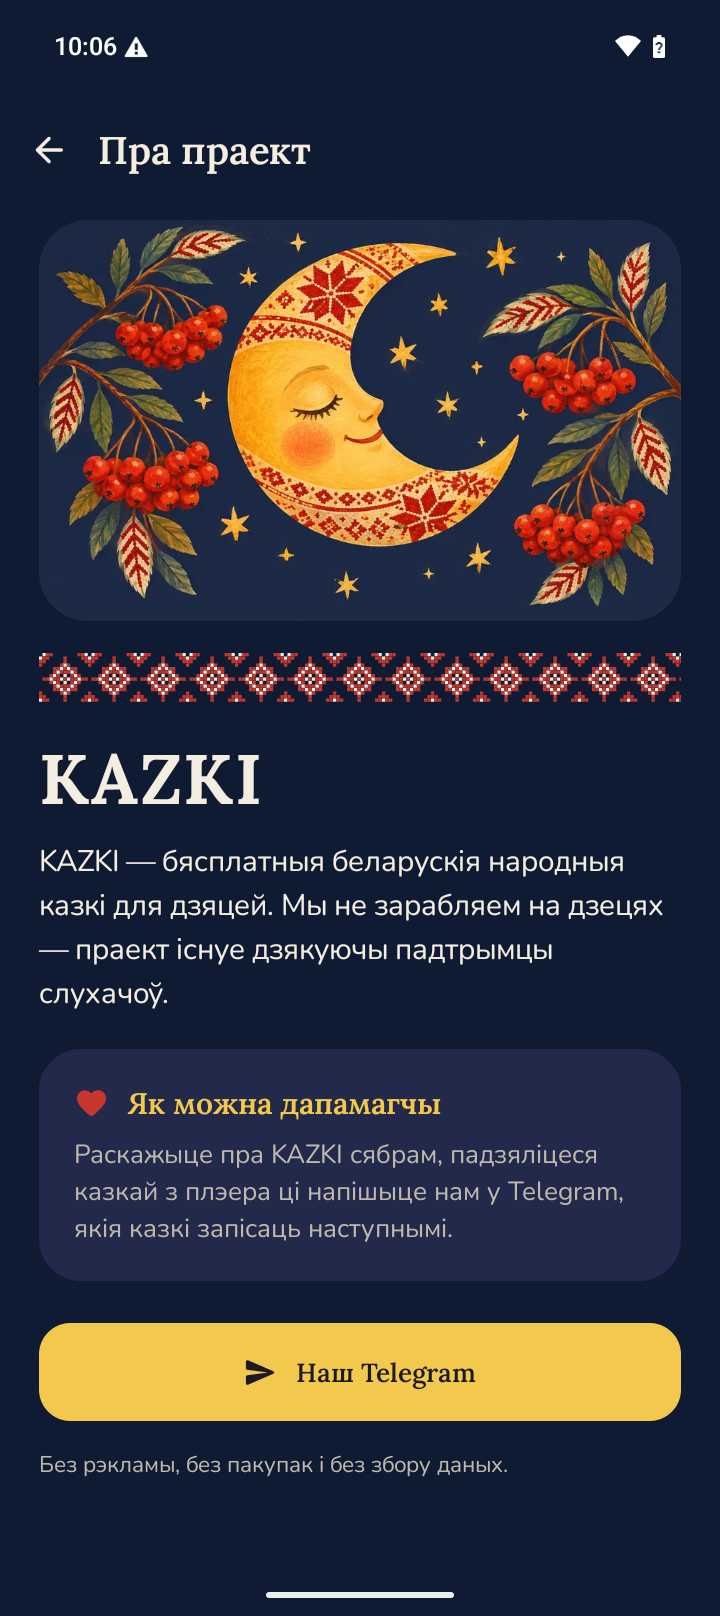 10:06
Пра праект
KAZKI
KAZKI — бясплатныя беларускія народныя
казкі для дзяцей. Мы не зарабляем на дзецях
— праект існуе дзякуючы падтрымцы
слухачоў.
Як можна дапамагчы
Раскажыце пра KAZKI сябрам, падзяліцеся
казкай з плэера ці напішыце нам у Telegram,
якія казкі запісаць наступнымі.
Наш Telegram
Без рэкламы, без пакупак і без збору даных.